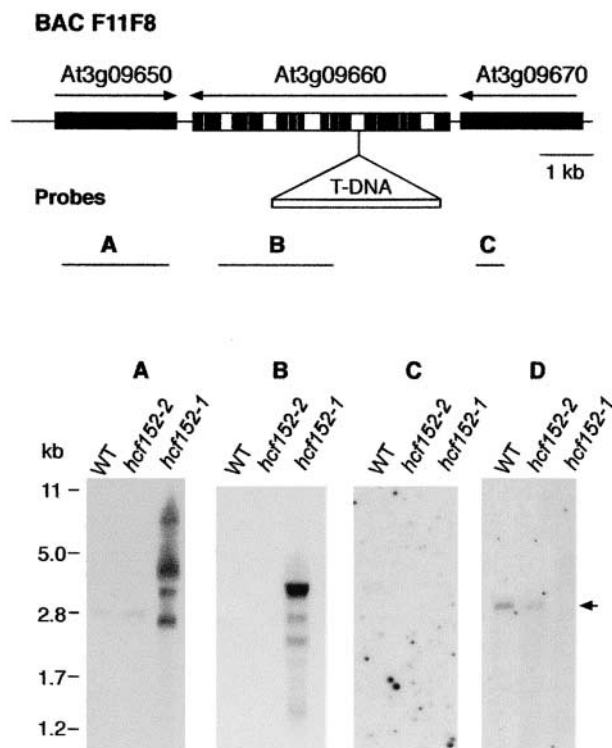 BAC F11F8
At3g09650 At3g09660 At3g09670
T-DNA
1 kb
Probes
A B C
A B C D
kb WT hcf152-2 hcf152-1 WT hcf152-2 hcf152-1 WT hcf152-2 hcf152-1 WT hcf152-2 hcf152-1
11
5.0
2.8
1.7
1.2